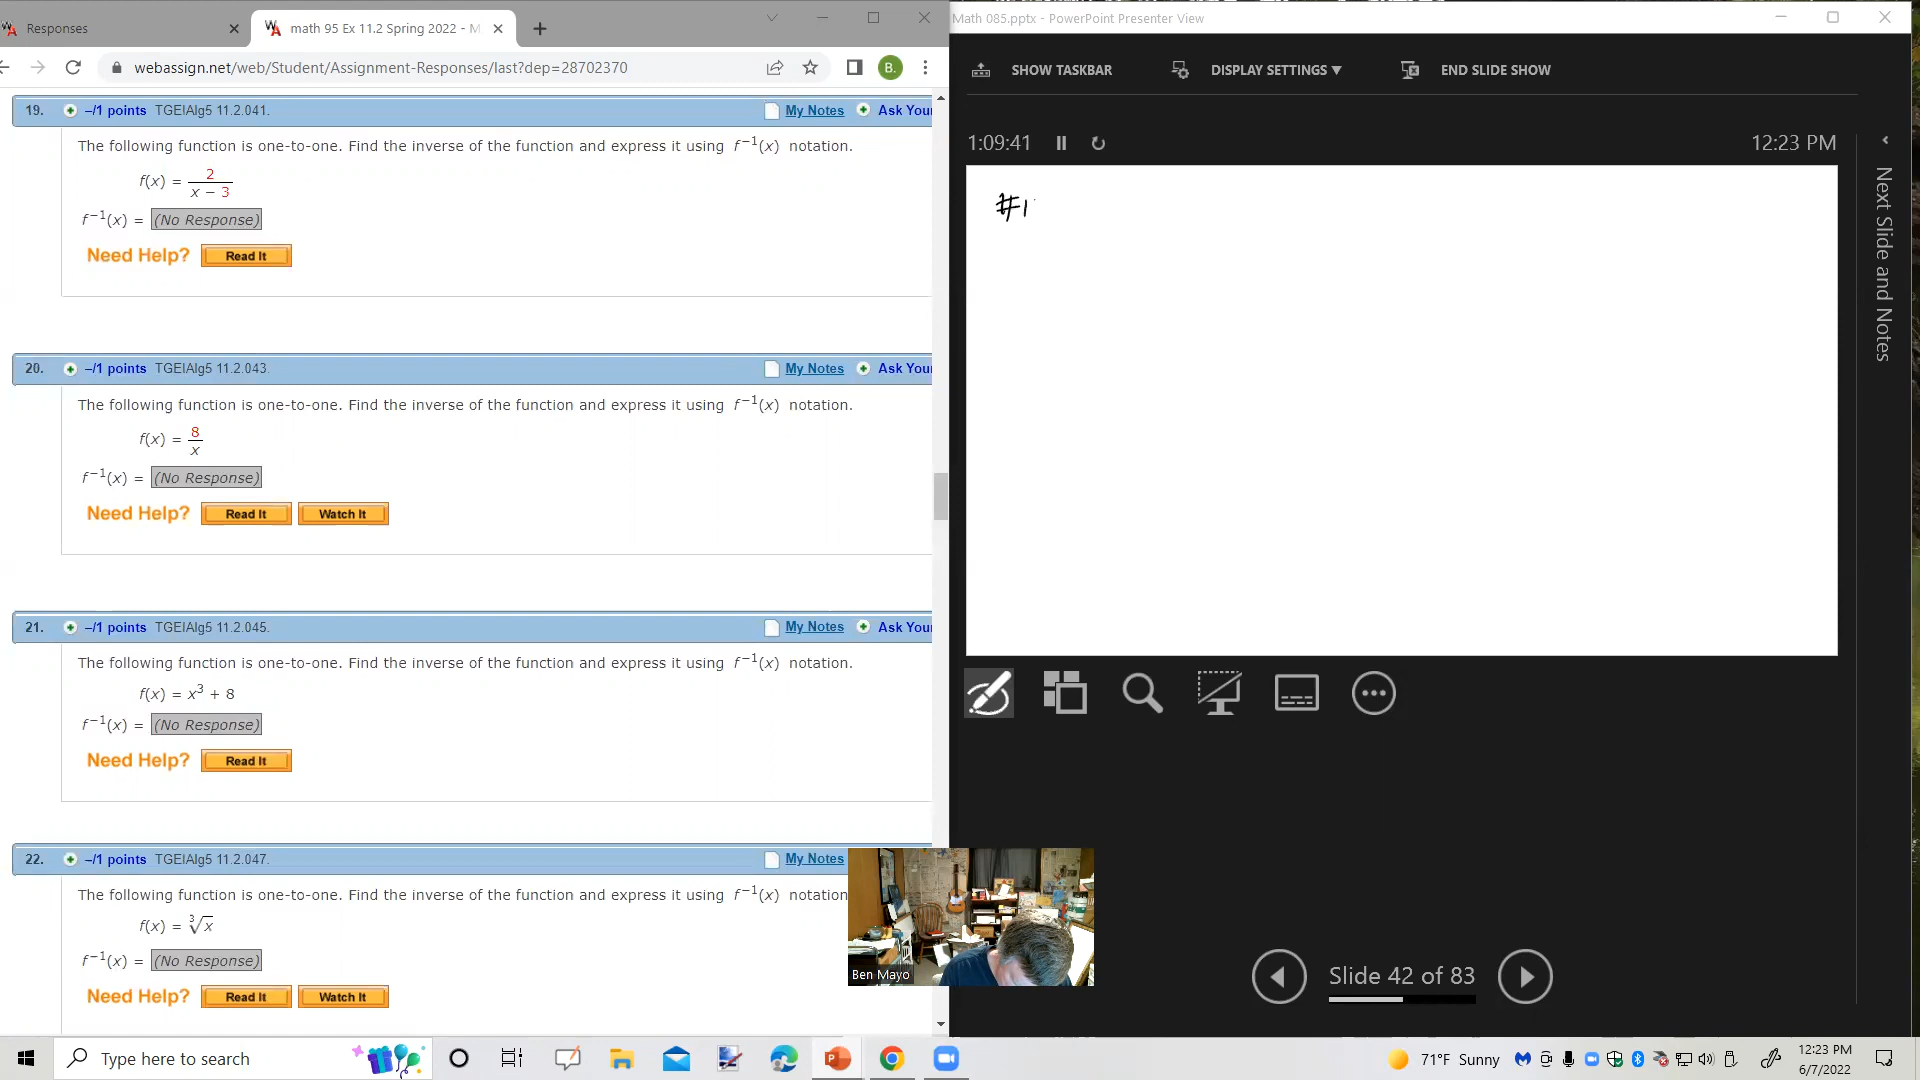 Responses
math 95 Ex 11.2 Spring 2022 - M
Math 085.pptx - PowerPoint Presenter View
webassign.net/web/Student/Assignment-Responses/last?dep=28702370
B.
SHOW TASKBAR
DISPLAY SETTINGS ▼
END SLIDE SHOW
19. –/1 points TGEIAlg5 11.2.041. My Notes Ask Your
The following function is one-to-one. Find the inverse of the function and express it using f⁻¹(x) notation.
f(x) = 2/(x − 3)
f⁻¹(x) = (No Response)
Need Help? Read It
20. –/1 points TGEIAlg5 11.2.043. My Notes Ask Your
The following function is one-to-one. Find the inverse of the function and express it using f⁻¹(x) notation.
f(x) = 8/x
f⁻¹(x) = (No Response)
Need Help? Read It Watch It
21. –/1 points TGEIAlg5 11.2.045. My Notes Ask Your
The following function is one-to-one. Find the inverse of the function and express it using f⁻¹(x) notation.
f(x) = x³ + 8
f⁻¹(x) = (No Response)
Need Help? Read It
22. –/1 points TGEIAlg5 11.2.047. My Notes
The following function is one-to-one. Find the inverse of the function and express it using f⁻¹(x) notation
f(x) = ∛x
f⁻¹(x) = (No Response)
Need Help? Read It Watch It
1:09:41
12:23 PM
#1
Next Slide and Notes
Ben Mayo
Slide 42 of 83
Type here to search
71°F Sunny
12:23 PM
6/7/2022